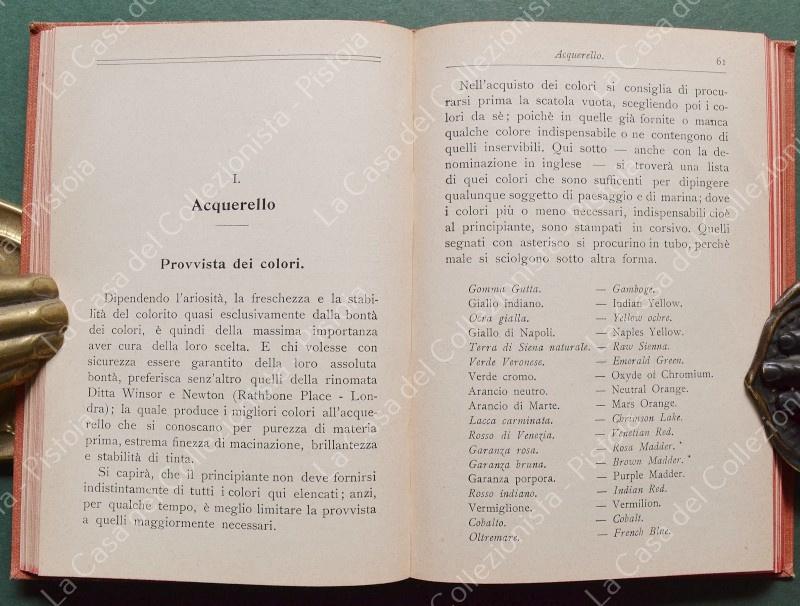 I.
Acquerello
Provvista dei colori.
Dipendendo l'ariosità, la freschezza e la stabi-
lità del colorito quasi esclusivamente dalla bontà
dei colori, è quindi della massima importanza
aver cura della loro scelta. E chi volesse con
sicurezza essere garantito della loro assoluta
bontà, preferisca senz'altro quelli della rinomata
Ditta Winsor e Newton (Rathbone Place - Lon-
dra); la quale produce i migliori colori all'acque-
rello che si conoscano per purezza di materia
prima, estrema finezza di macinazione, brillantezza
e stabilità di tinta.
Si capirà, che il principiante non deve fornirsi
indistintamente di tutti i colori qui elencati; anzi,
per qualche tempo, è meglio limitare la provvista
a quelli maggiormente necessari.
Acquerello.
61
Nell'acquisto dei colori si consiglia di procu-
rarsi prima la scatola vuota, scegliendo poi i co-
lori da sè; poichè in quelle già fornite o manca
qualche colore indispensabile o ne contengono di
quelli inservibili. Qui sotto — anche con la de-
nominazione in inglese — si troverà una lista
di quei colori che sono sufficenti per dipingere
qualunque soggetto di paesaggio e di marina; dove
i colori più o meno necessari, indispensabili cioè
al principiante, sono stampati in corsivo. Quelli
segnati con asterisco si procurino in tubo, perchè
male si sciolgono sotto altra forma.
Gomma Gutta. — Gamboge.
Giallo indiano. — Indian Yellow.
Ocra gialla. — Yellow ochre.
Giallo di Napoli. — Naples Yellow.
Terra di Siena naturale. — Raw Sienna.
Verde Veronese. — Emerald Green.
Verde cromo. — Oxyde of Chromium.
Arancio neutro. — Neutral Orange.
Arancio di Marte. — Mars Orange.
Lacca carminata. — Chrimson Lake.
Rosso di Venezia. — Venetian Red.
Garanza rosa. — Rosa Madder. *
Garanza bruna. — Brown Madder. *
Garanza porpora. — Purple Madder.
Rosso indiano. — Indian Red.
Vermiglione. — Vermilion.
Cobalto. — Cobalt.
Oltremare. — French Blue.
La Casa del Collezionista - Pistoia